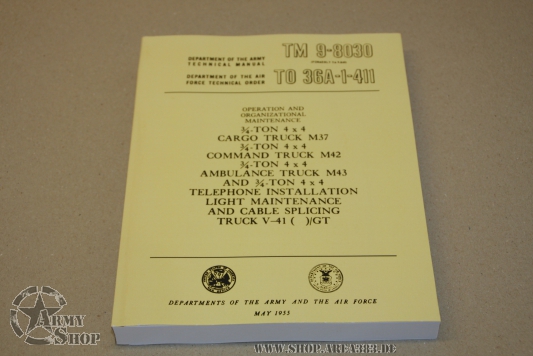 DEPARTMENT OF THE ARMY
TECHNICAL MANUAL
TM 9-8030
DEPARTMENT OF THE AIR
FORCE TECHNICAL ORDER
TO 36A-1-411
OPERATION AND
ORGANIZATIONAL
MAINTENANCE
¾-TON 4 x 4
CARGO TRUCK M37
¾-TON 4 x 4
COMMAND TRUCK M42
¾-TON 4 x 4
AMBULANCE TRUCK M43
AND ¾-TON 4 x 4
TELEPHONE INSTALLATION
LIGHT MAINTENANCE
AND CABLE SPLICING
TRUCK V-41 ( )/GT
DEPARTMENTS OF THE ARMY AND THE AIR FORCE
MAY 1955
ARMY
SHOP